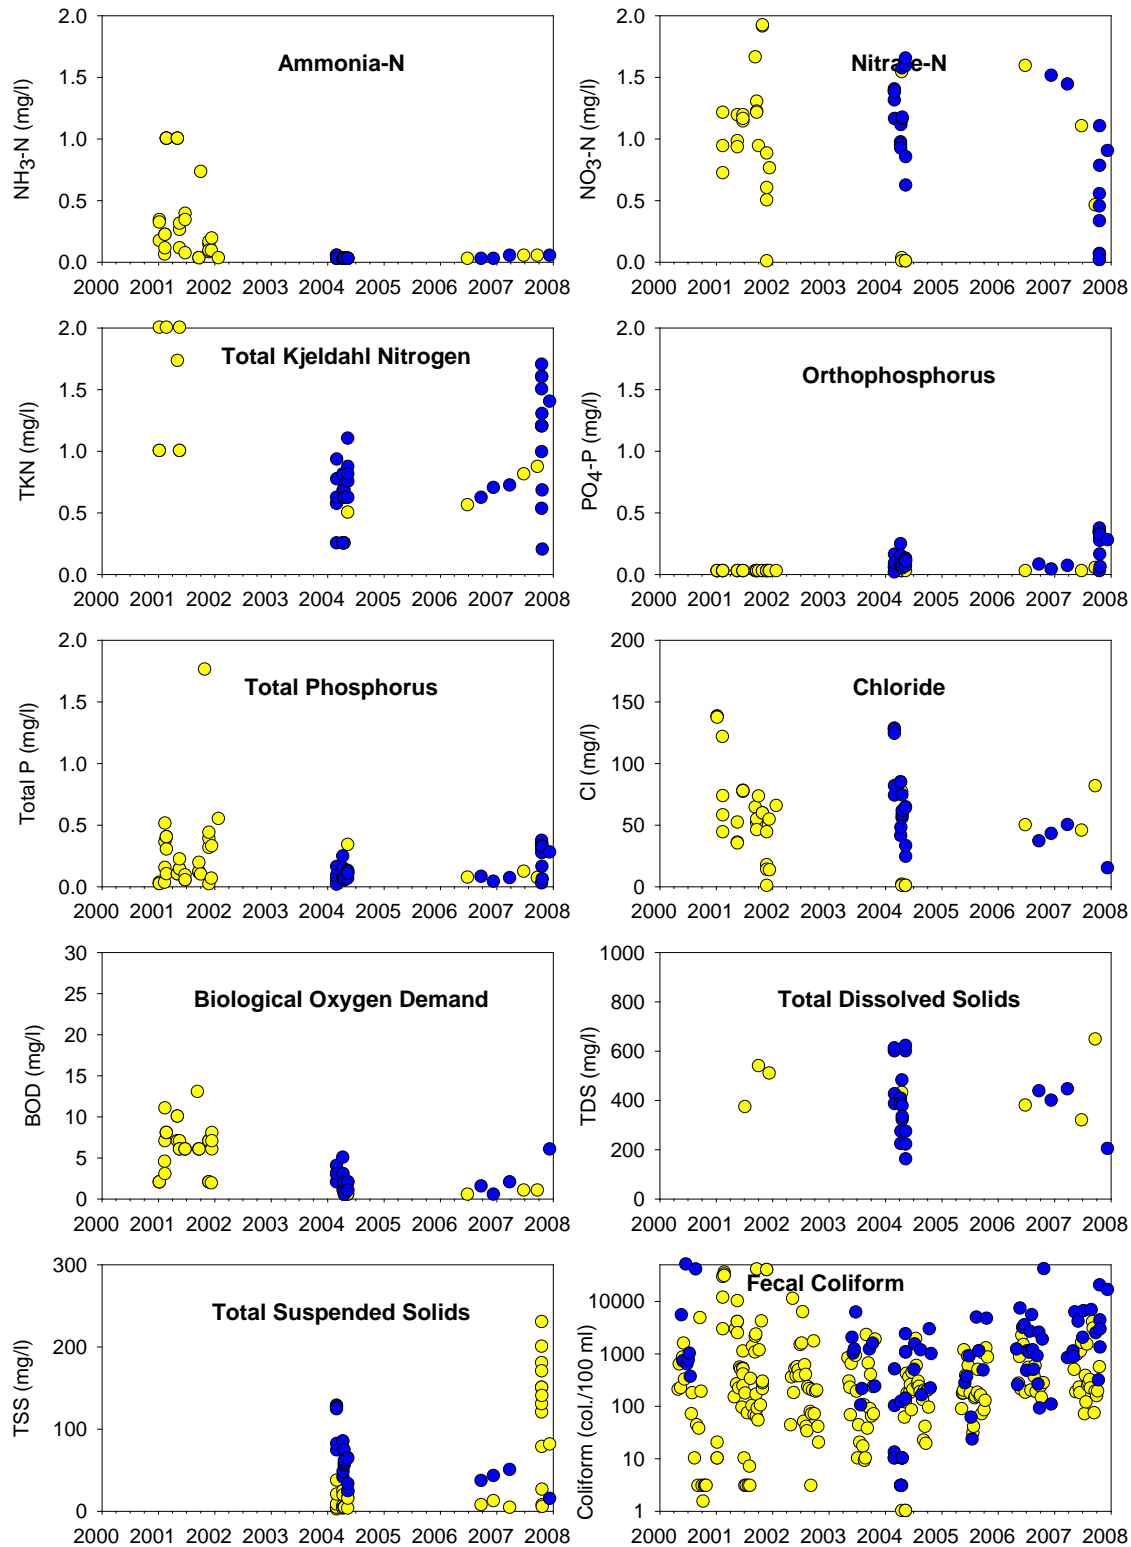 2.0 2.0
Ammonia-N Nitrate-N
1.5 1.5
NH3-N (mg/l) NO3-N (mg/l)
1.0 1.0
0.5 0.5
0.0 0.0
2000 2001 2002 2003 2004 2005 2007 2008 2000 2001 2002 2003 2004 2005 2007 2008
2.0 2.0
Total Kjeldahl Nitrogen Orthophosphorus
1.5 1.5
TKN (mg/l) PO4-P (mg/l)
1.0 1.0
0.5 0.5
0.0 0.0
2000 2001 2002 2003 2004 2005 2007 2008 2000 2001 2002 2003 2004 2005 2007 2008
2.0 200
Total Phosphorus Chloride
1.5 150
Total P (mg/l) Cl (mg/l)
1.0 100
0.5 50
0.0 0
2000 2001 2002 2003 2004 2005 2007 2008 2000 2001 2002 2003 2004 2005 2007 2008
30 1000
Biological Oxygen Demand Total Dissolved Solids
25 800
20 600
BOD (mg/l) TDS (mg/l)
15 400
10 200
5 0
0
2000 2001 2002 2003 2004 2005 2007 2008 2000 2001 2002 2003 2004 2005 2007 2008
300
Total Suspended Solids Fecal Coliform
200 10000
TSS (mg/l) Coliform (col./100 ml)
100 1000
0 100
10
1
2000 2001 2002 2003 2004 2005 2007 2008 2000 2001 2002 2003 2004 2005 2007 2008